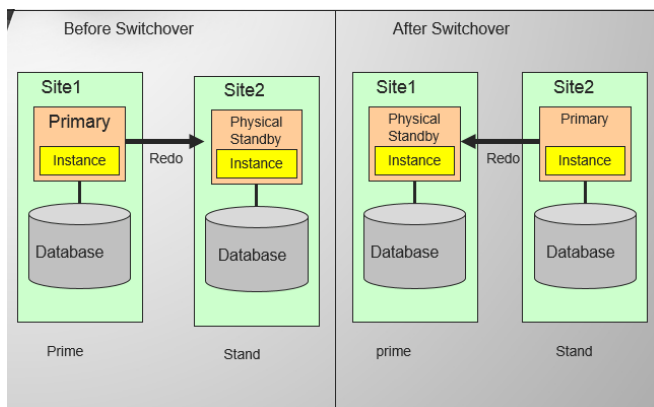 Before Switchover
Site1
Primary
Instance
Database
Prime
Redo
Site2
Physical
Standby
Instance
Database
Stand
After Switchover
Site1
Physical
Standby
Instance
Database
prime
Redo
Site2
Primary
Instance
Database
Stand